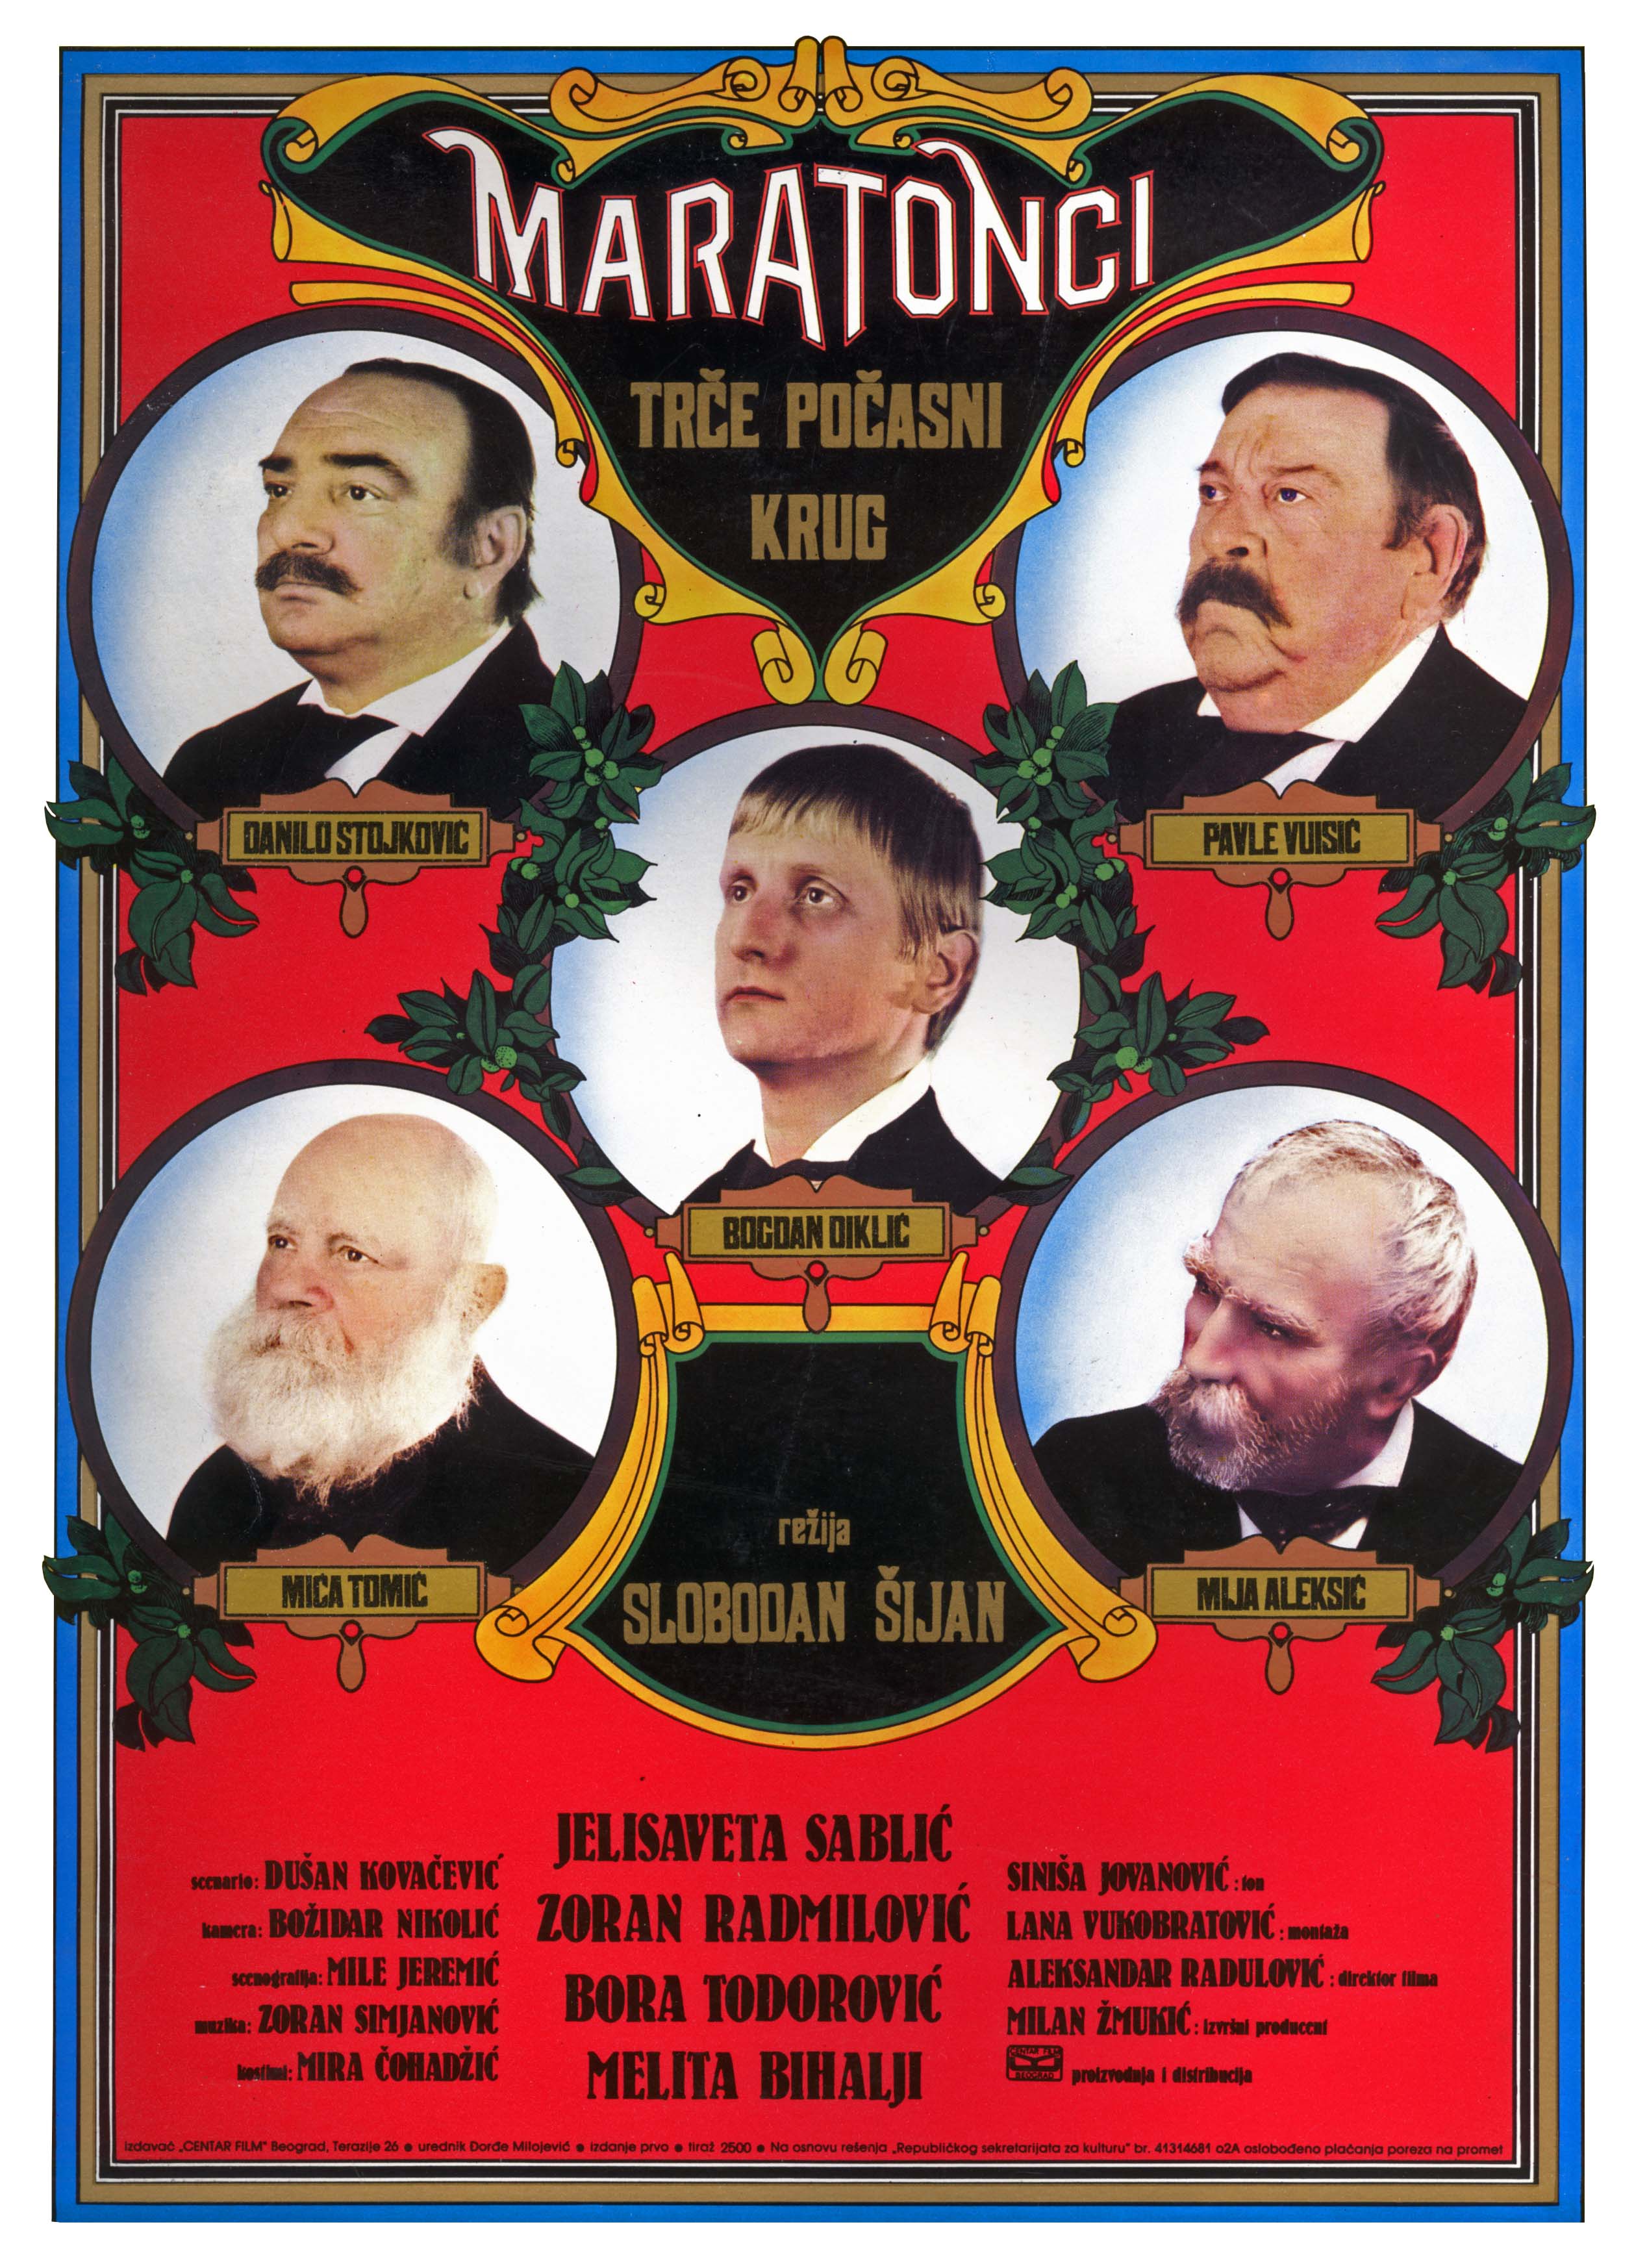 MARATONCI
TRČE POČASNI
KRUG
DANILO STOJKOVIĆ
PAVLE VUISIĆ
BOGDAN DIKLIĆ
MIĆA TOMIĆ
MIJA ALEKSIĆ
režija
SLOBODAN ŠIJAN
JELISAVETA SABLIĆ
ZORAN RADMILOVIĆ
BORA TODOROVIĆ
MELITA BIHALJI
scenario: DUŠAN KOVAČEVIĆ
kamera: BOŽIDAR NIKOLIĆ
scenografija: MILE JEREMIĆ
muzika: ZORAN SIMJANOVIĆ
kostimi: MIRA ČOHADŽIĆ
SINIŠA JOVANOVIĆ : ton
LANA VUKOBRATOVIĆ : montaža
ALEKSANDAR RADULOVIĆ : direktor filma
MILAN ŽMUKIĆ : izvršni producent
CENTAR FILM
BEOGRAD
proizvodnja i distribucija
Izdavač „CENTAR FILM" Beograd, Terazije 26 ● urednik Đorđe Milojević ● izdanje prvo ● tiraž 2500 ● Na osnovu rešenja „Republičkog sekretarijata za kulturu" br. 41314681 o2A oslobođeno plaćanja poreza na promet